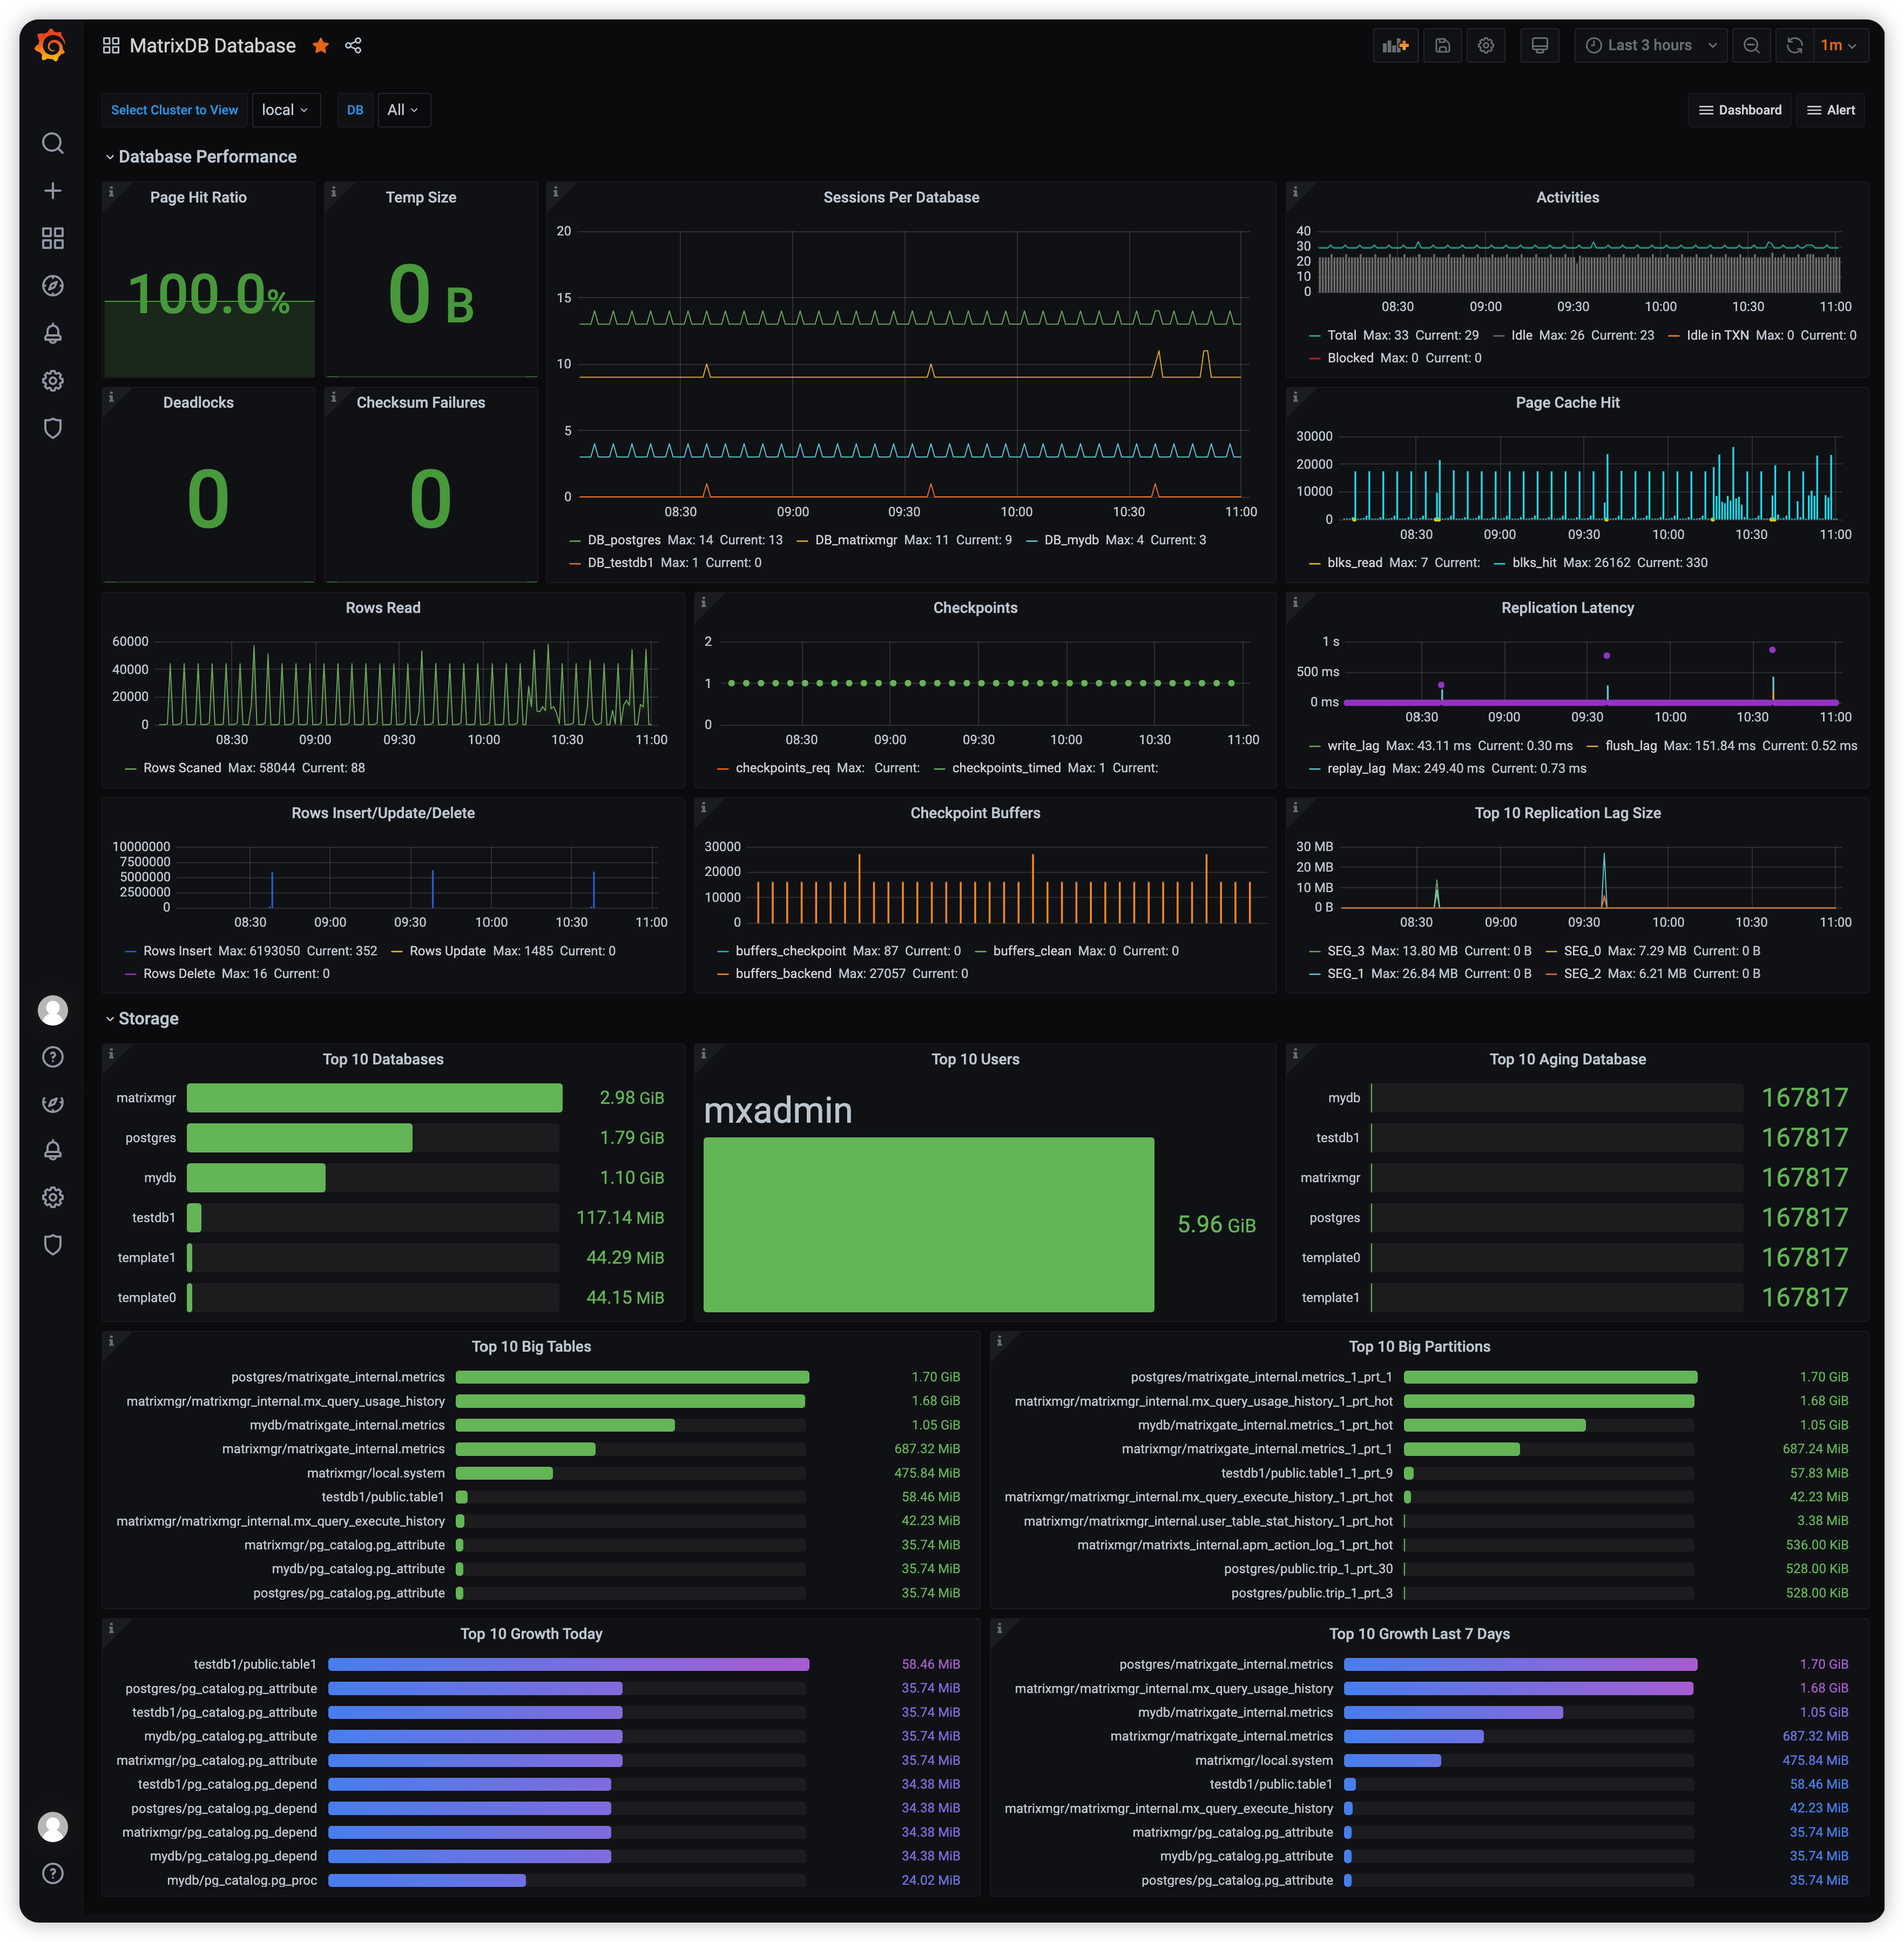 MatrixDB Database
Last 3 hours
1m
Select Cluster to View local DB All
Dashboard
Alert
Database Performance
Page Hit Ratio
100.0%
Temp Size
0 B
Deadlocks
0
Checksum Failures
0
Sessions Per Database
20
15
10
5
0
08:30 09:00 09:30 10:00 10:30 11:00
DB_postgres Max: 14 Current: 13 DB_matrixmgr Max: 11 Current: 9 DB_mydb Max: 4 Current: 3
DB_testdb1 Max: 1 Current: 0
Activities
40
30
20
10
0
08:30 09:00 09:30 10:00 10:30 11:00
Total Max: 33 Current: 29 Idle Max: 26 Current: 23 Idle in TXN Max: 0 Current: 0
Blocked Max: 0 Current: 0
Page Cache Hit
30000
20000
10000
0
08:30 09:00 09:30 10:00 10:30 11:00
blks_read Max: 7 Current: blks_hit Max: 26162 Current: 330
Rows Read
60000
40000
20000
0
08:30 09:00 09:30 10:00 10:30 11:00
Rows Scaned Max: 58044 Current: 88
Checkpoints
2
1
0
08:30 09:00 09:30 10:00 10:30 11:00
checkpoints_req Max: Current: checkpoints_timed Max: 1 Current:
Replication Latency
1 s
500 ms
0 ms
08:30 09:00 09:30 10:00 10:30 11:00
write_lag Max: 43.11 ms Current: 0.30 ms flush_lag Max: 151.84 ms Current: 0.52 ms
replay_lag Max: 249.40 ms Current: 0.73 ms
Rows Insert/Update/Delete
10000000
7500000
5000000
2500000
0
08:30 09:00 09:30 10:00 10:30 11:00
Rows Insert Max: 6193050 Current: 352 Rows Update Max: 1485 Current: 0
Rows Delete Max: 16 Current: 0
Checkpoint Buffers
30000
20000
10000
0
buffers_checkpoint Max: 87 Current: 0 buffers_clean Max: 0 Current: 0
buffers_backend Max: 27057 Current: 0
Top 10 Replication Lag Size
30 MB
20 MB
10 MB
0 B
08:30 09:00 09:30 10:00 10:30 11:00
SEG_3 Max: 13.80 MB Current: 0 B SEG_0 Max: 7.29 MB Current: 0 B
SEG_1 Max: 26.84 MB Current: 0 B SEG_2 Max: 6.21 MB Current: 0 B
Storage
Top 10 Databases
matrixmgr 2.98 GiB
postgres 1.79 GiB
mydb 1.10 GiB
testdb1 117.14 MiB
template1 44.29 MiB
template0 44.15 MiB
Top 10 Users
mxadmin
5.96 GiB
Top 10 Aging Database
mydb 167817
testdb1 167817
matrixmgr 167817
postgres 167817
template0 167817
template1 167817
Top 10 Big Tables
postgres/matrixgate_internal.metrics 1.70 GiB
matrixmgr/matrixmgr_internal.mx_query_usage_history 1.68 GiB
mydb/matrixgate_internal.metrics 1.05 GiB
matrixmgr/matrixgate_internal.metrics 687.32 MiB
matrixmgr/local.system 475.84 MiB
testdb1/public.table1 58.46 MiB
matrixmgr/matrixmgr_internal.mx_query_execute_history 42.23 MiB
matrixmgr/pg_catalog.pg_attribute 35.74 MiB
mydb/pg_catalog.pg_attribute 35.74 MiB
postgres/pg_catalog.pg_attribute 35.74 MiB
Top 10 Big Partitions
postgres/matrixgate_internal.metrics_1_prt_1 1.70 GiB
matrixmgr/matrixmgr_internal.mx_query_usage_history_1_prt_hot 1.68 GiB
mydb/matrixgate_internal.metrics_1_prt_hot 1.05 GiB
matrixmgr/matrixgate_internal.metrics_1_prt_1 687.24 MiB
testdb1/public.table1_1_prt_9 57.83 MiB
matrixmgr/matrixmgr_internal.mx_query_execute_history_1_prt_hot 42.23 MiB
matrixmgr/matrixmgr_internal.user_table_stat_history_1_prt_hot 3.38 MiB
matrixmgr/matrixts_internal.apm_action_log_1_prt_hot 536.00 KiB
postgres/public.trip_1_prt_30 528.00 KiB
postgres/public.trip_1_prt_3 528.00 KiB
Top 10 Growth Today
testdb1/public.table1 58.46 MiB
postgres/pg_catalog.pg_attribute 35.74 MiB
testdb1/pg_catalog.pg_attribute 35.74 MiB
mydb/pg_catalog.pg_attribute 35.74 MiB
matrixmgr/pg_catalog.pg_attribute 35.74 MiB
testdb1/pg_catalog.pg_depend 34.38 MiB
postgres/pg_catalog.pg_depend 34.38 MiB
matrixmgr/pg_catalog.pg_depend 34.38 MiB
mydb/pg_catalog.pg_depend 34.38 MiB
mydb/pg_catalog.pg_proc 24.02 MiB
Top 10 Growth Last 7 Days
postgres/matrixgate_internal.metrics 1.70 GiB
matrixmgr/matrixmgr_internal.mx_query_usage_history 1.68 GiB
mydb/matrixgate_internal.metrics 1.05 GiB
matrixmgr/matrixgate_internal.metrics 687.32 MiB
matrixmgr/local.system 475.84 MiB
testdb1/public.table1 58.46 MiB
matrixmgr/matrixmgr_internal.mx_query_execute_history 42.23 MiB
matrixmgr/pg_catalog.pg_attribute 35.74 MiB
mydb/pg_catalog.pg_attribute 35.74 MiB
postgres/pg_catalog.pg_attribute 35.74 MiB